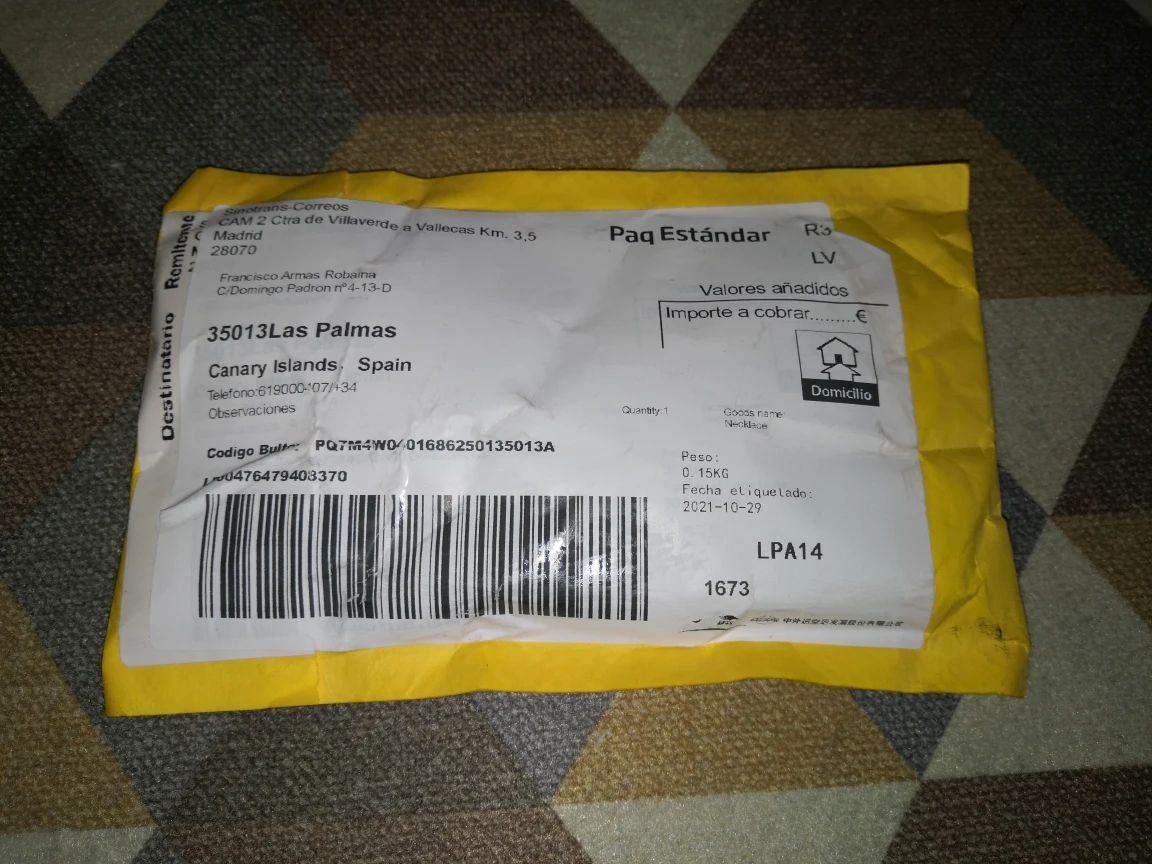 Remitente
Destinatario
Sinotrans-Correos
CAM 2 Ctra de Villaverde a Vallecas Km. 3,5
Madrid
28070
Francisco Armas Robaina
C/Domingo Padron nº4-13-D
35013Las Palmas
Canary Islands, Spain
Telefono:
Observaciones
Codigo
Paq Estándar
R3
LV
Valores añadidos
Importe a cobrar.........€
Domicilio
Quantity:1
Goods name:
Necklace
Peso:
0.15KG
Fecha etiquetado:
2021-10-29
LPA14
1673